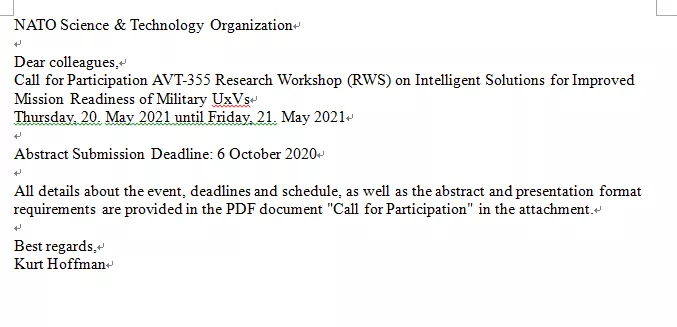 NATO Science & Technology Organization
Dear colleagues,
Call for Participation AVT-355 Research Workshop (RWS) on Intelligent Solutions for Improved
Mission Readiness of Military UxVs
Thursday, 20. May 2021 until Friday, 21. May 2021
Abstract Submission Deadline: 6 October 2020
All details about the event, deadlines and schedule, as well as the abstract and presentation format
requirements are provided in the PDF document "Call for Participation" in the attachment.
Best regards,
Kurt Hoffman